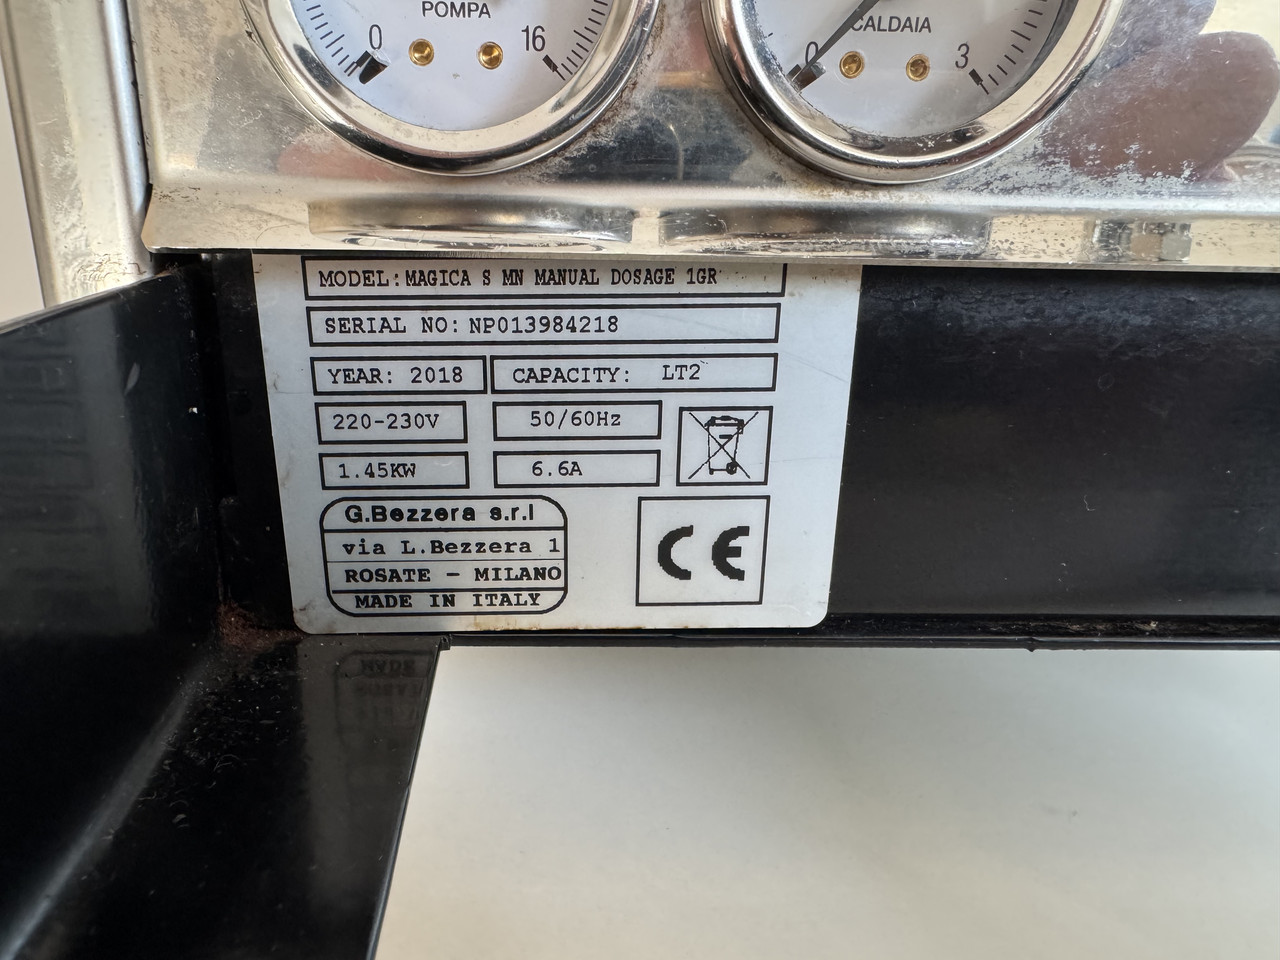 POMPA
0
16
CALDAIA
0
3
MODEL: MAGICA S MN MANUAL DOSAGE 1GR
SERIAL NO: NP013984218
YEAR: 2018
CAPACITY: LT2
220-230V
50/60Hz
1.45KW
6.6A
G.Bezzera s.r.l
via L.Bezzera 1
ROSATE - MILANO
MADE IN ITALY
CE